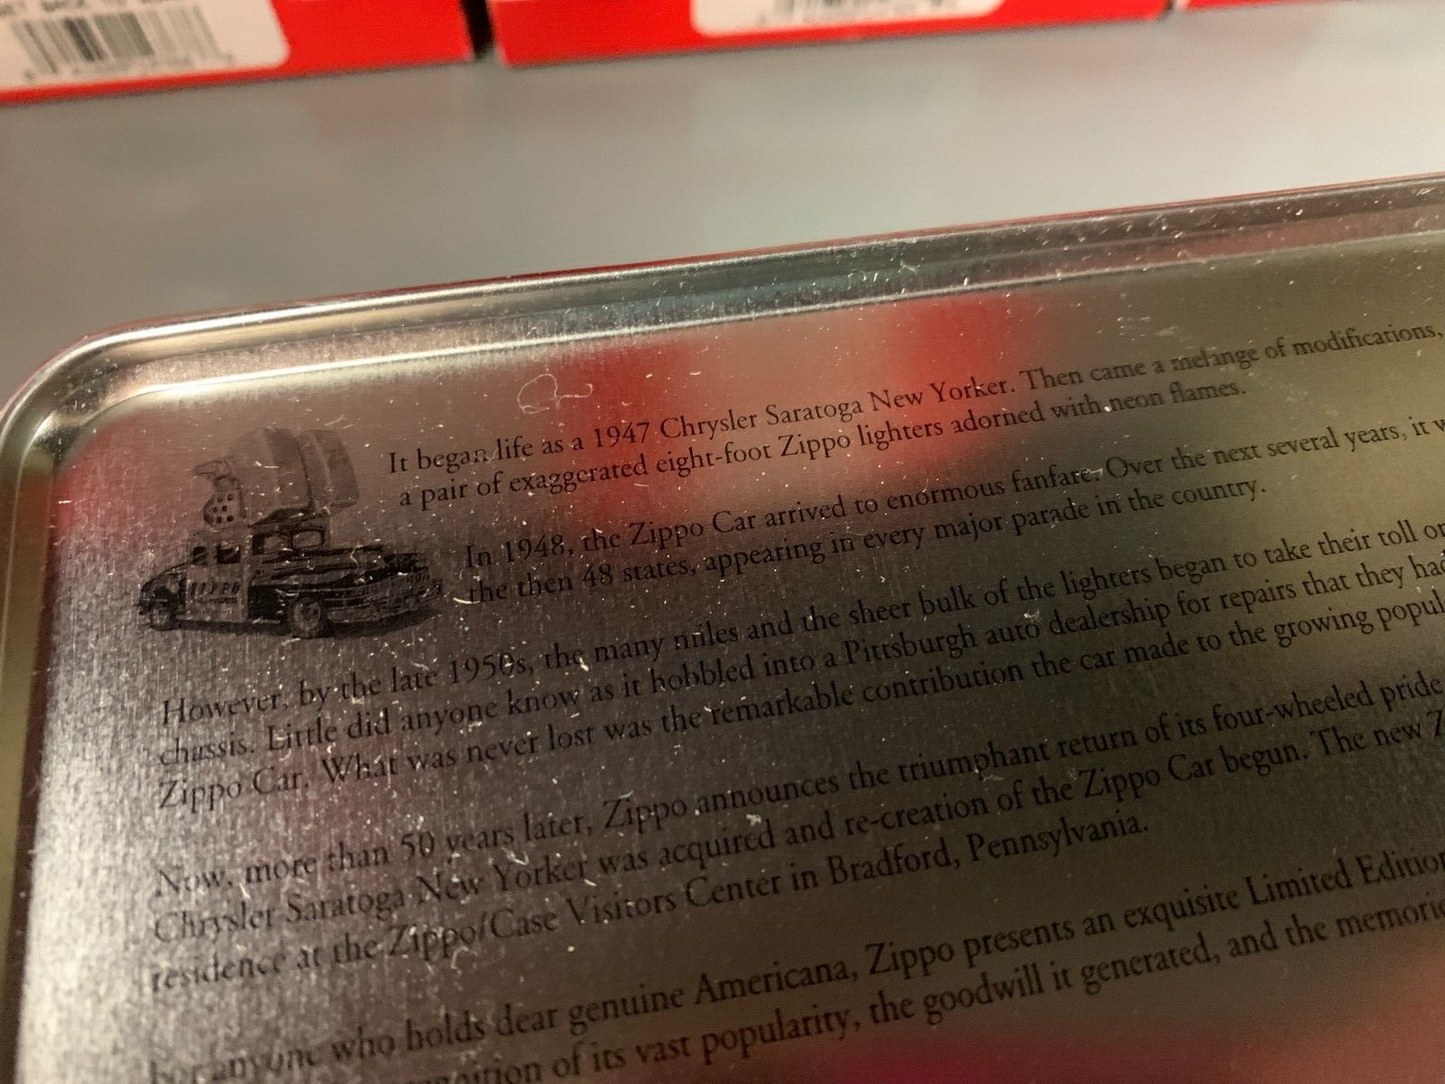 It began life as a 1947 Chrysler Saratoga New Yorker. Then came a melange of modifications,
a pair of exaggerated eight-foot Zippo lighters adorned with neon flames.
In 1948, the Zippo Car arrived to enormous fanfare. Over the next several years, it
the then 48 states, appearing in every major parade in the country.
ZIPPO
However, by the late 1950s, the many miles and the sheer bulk of the lighters began to take their toll
chassis. Little did anyone know as it hobbled into a Pittsburgh auto dealership for repairs that they had
Zippo Car. What was never lost was the remarkable contribution the car made to the growing
Now, more than 50 years later, Zippo announces the triumphant return of its four-wheeled pride
Chrysler Saratoga New Yorker was acquired and re-creation of the Zippo Car begun. The new
residence at the Zippo/Case Visitors Center in Bradford, Pennsylvania.
For anyone who holds dear genuine Americana, Zippo presents an exquisite Limited Edition
of its vast popularity, the goodwill it generated, and the